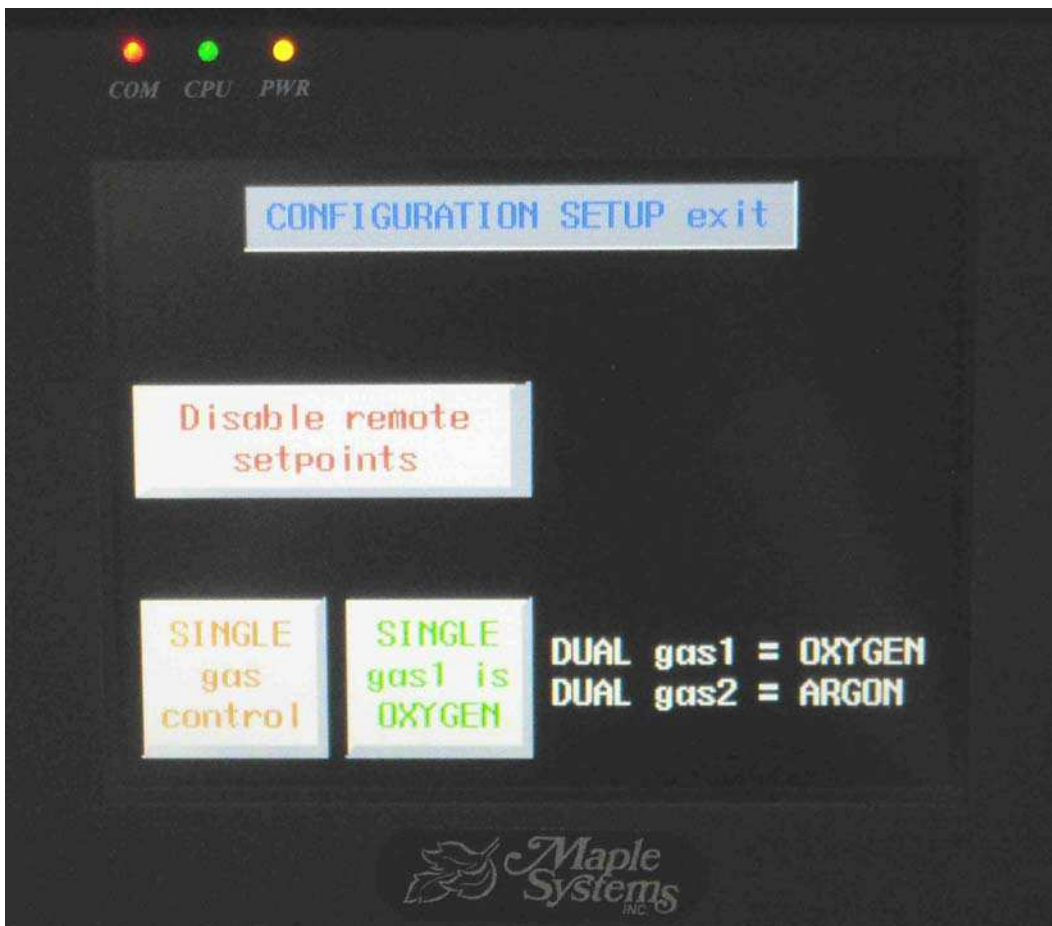 COM CPU PWR
CONFIGURATION SETUP exit
Disable remote
setpoints
SINGLE
gas
control
SINGLE
gas1 is
OXYGEN
DUAL gas1 = OXYGEN
DUAL gas2 = ARGON
Maple
Systems
INC.